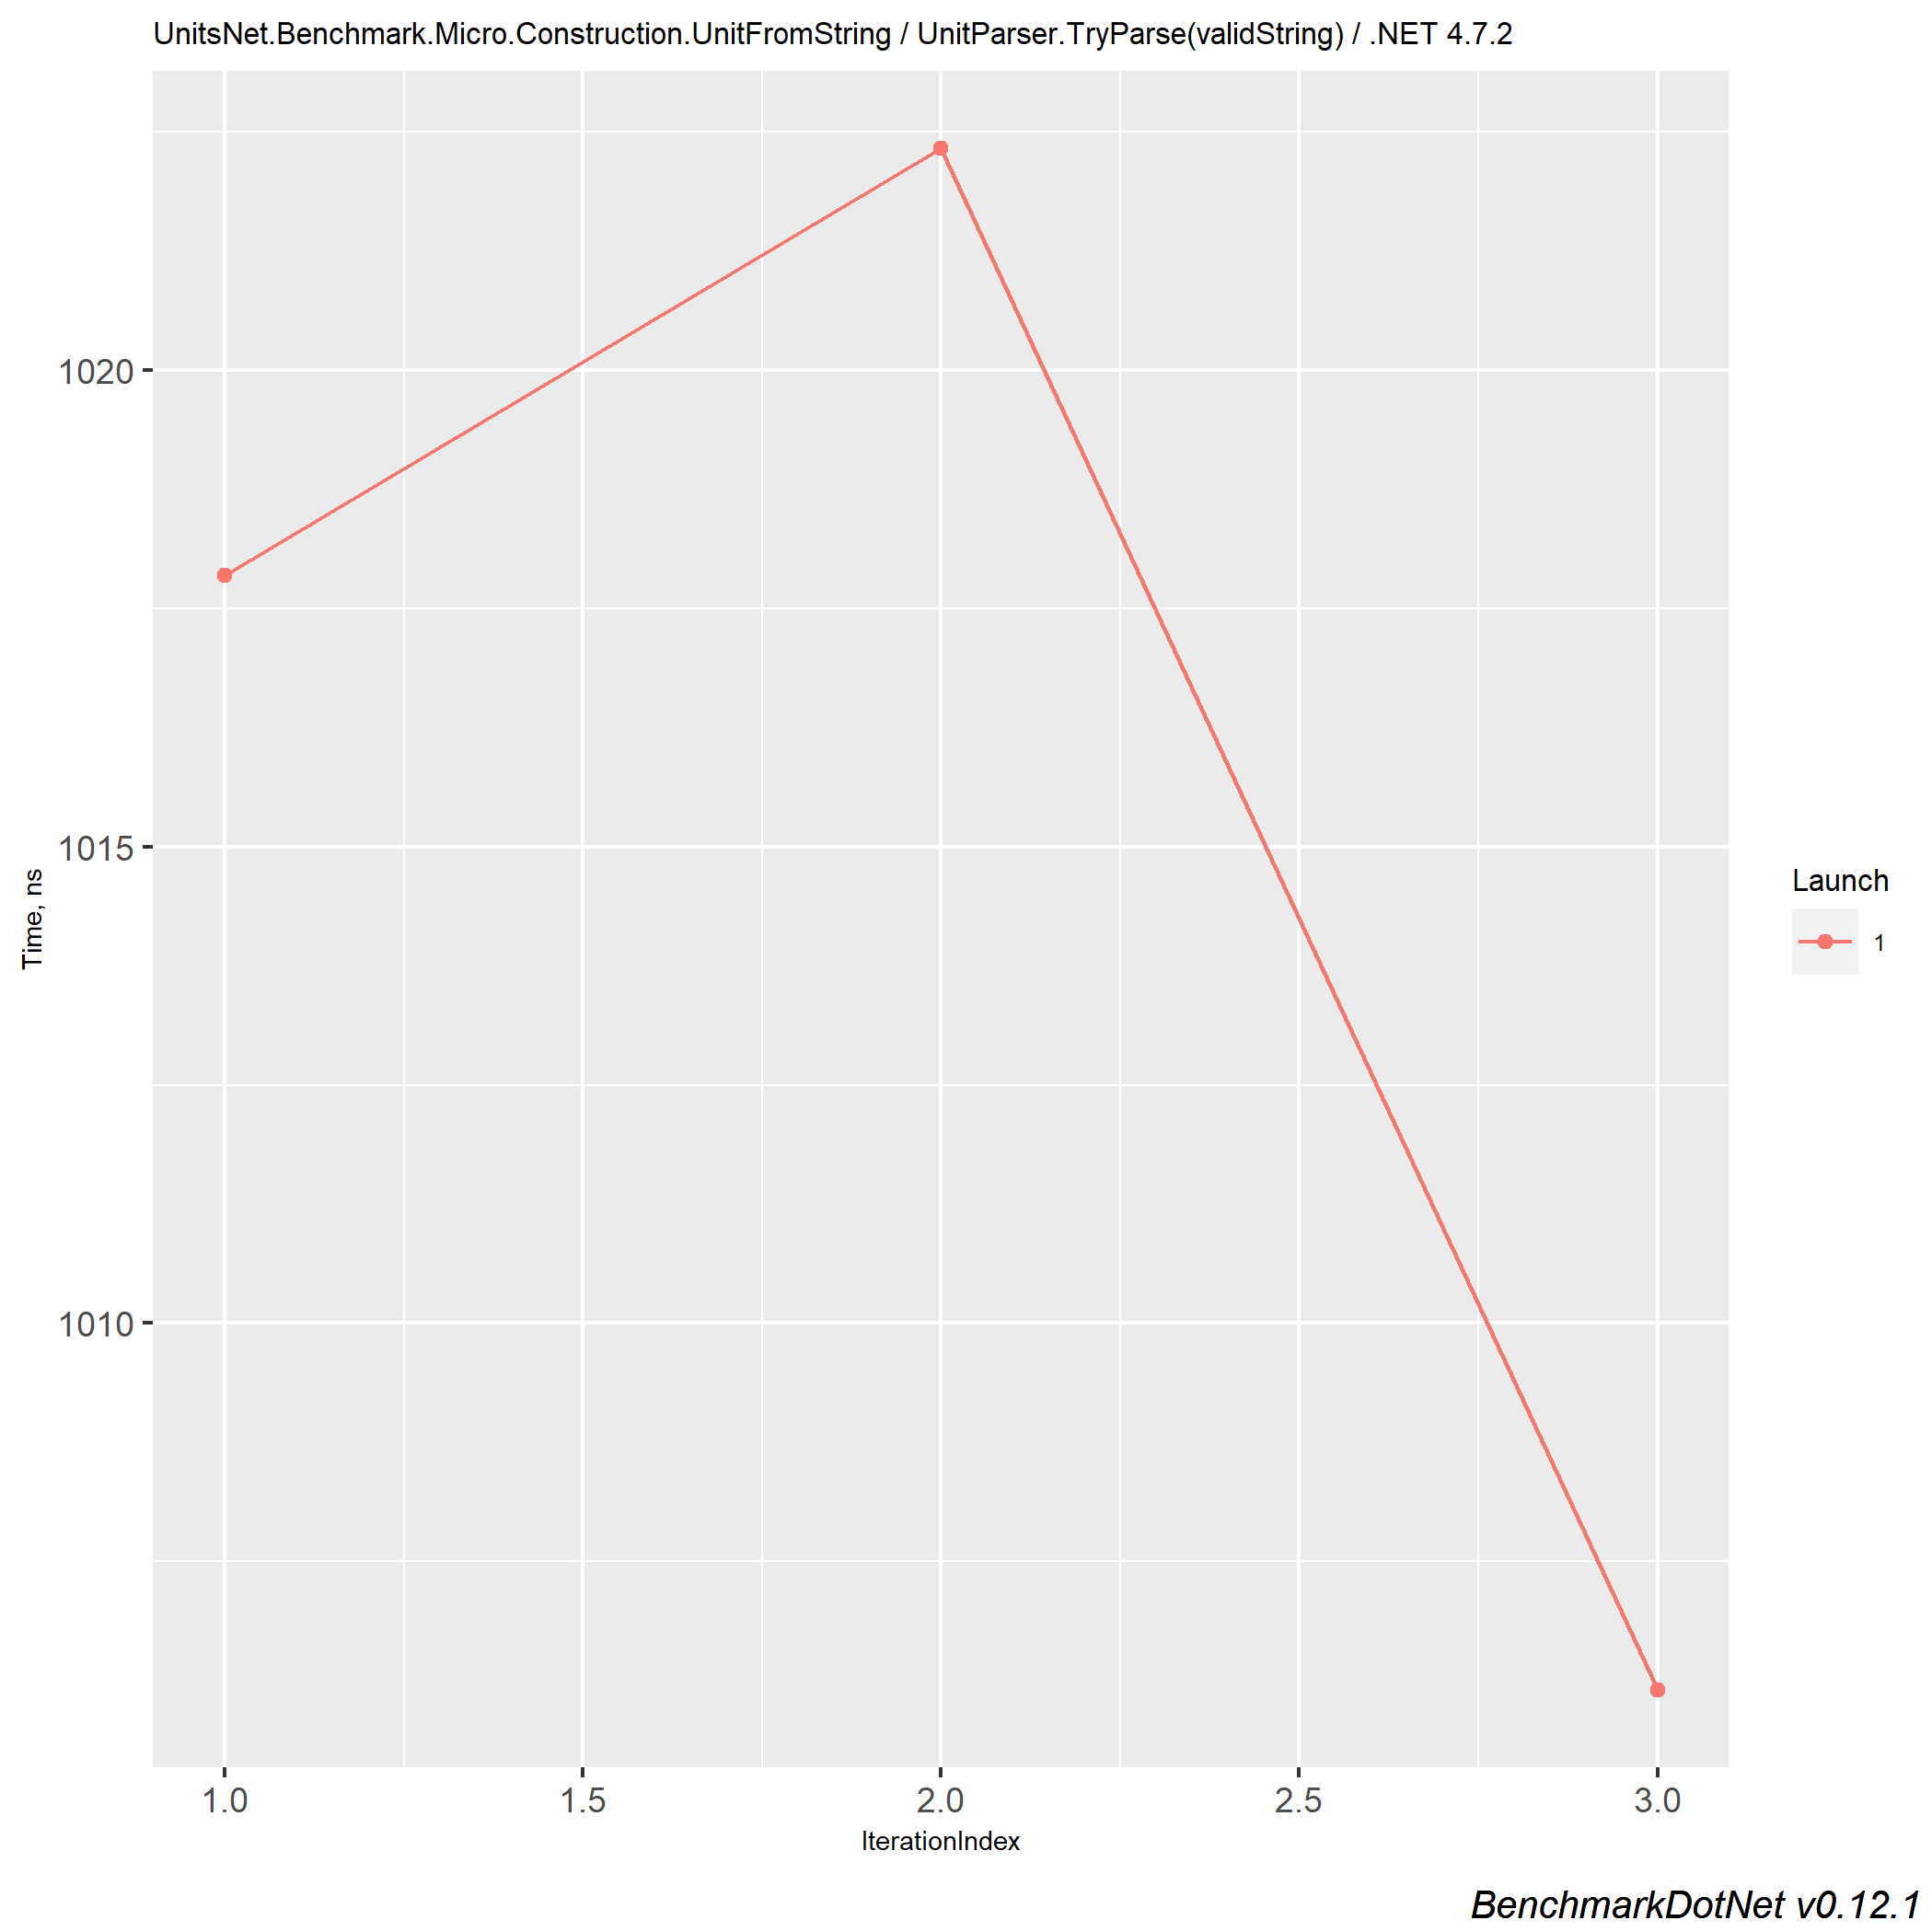 UnitsNet.Benchmark.Micro.Construction.UnitFromString / UnitParser.TryParse(validString) / .NET 4.7.2
1020
1015
1010
Time, ns
Launch
1
1.0 1.5 2.0 2.5 3.0
IterationIndex
BenchmarkDotNet v0.12.1